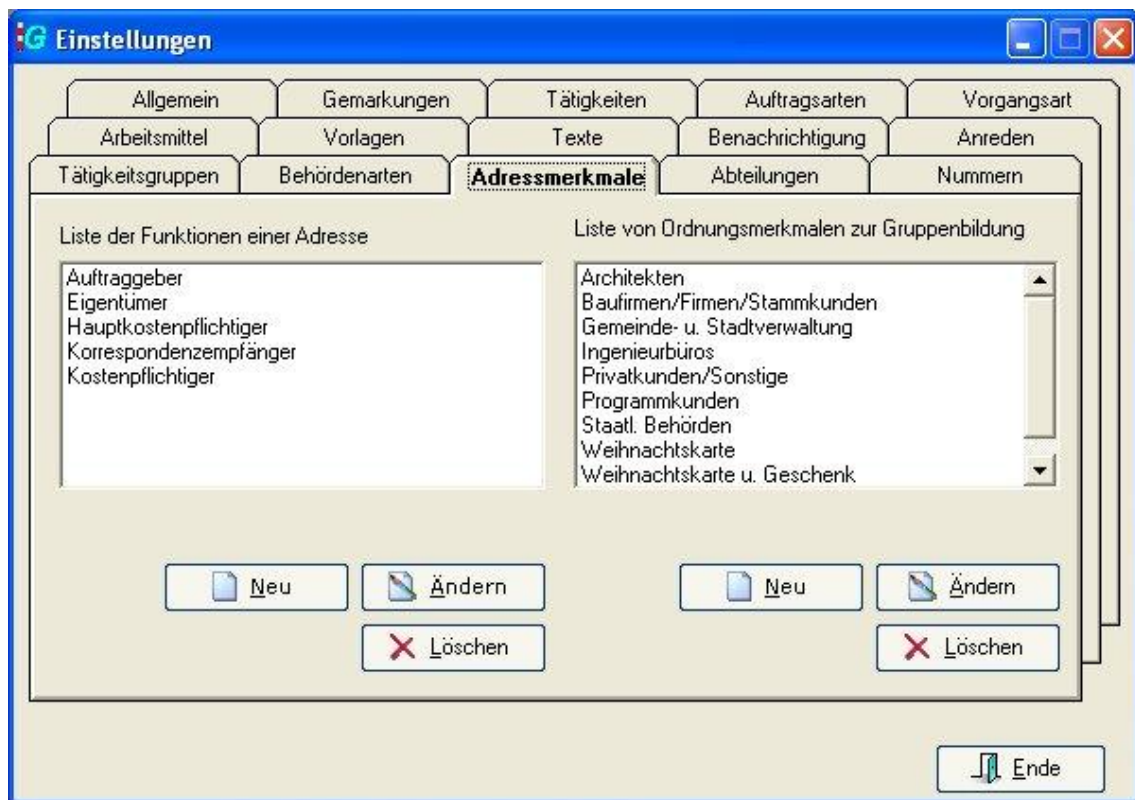 G Einstellungen
Allgemein Gemarkungen Tätigkeiten Auftragsarten Vorgangsart
Arbeitsmittel Vorlagen Texte Benachrichtigung Anreden
Tätigkeitsgruppen Behördenarten Adressmerkmale Abteilungen Nummern
Liste der Funktionen einer Adresse
Auftraggeber
Eigentümer
Hauptkostenpflichtiger
Korrespondenzempfänger
Kostenpflichtiger
Liste von Ordnungsmerkmalen zur Gruppenbildung
Architekten
Baufirmen/Firmen/Stammkunden
Gemeinde- u. Stadtverwaltung
Ingenieurbüros
Privatkunden/Sonstige
Programmkunden
Staatl. Behörden
Weihnachtskarte
Weihnachtskarte u. Geschenk
Neu Ändern
Löschen
Neu Ändern
Löschen
Ende